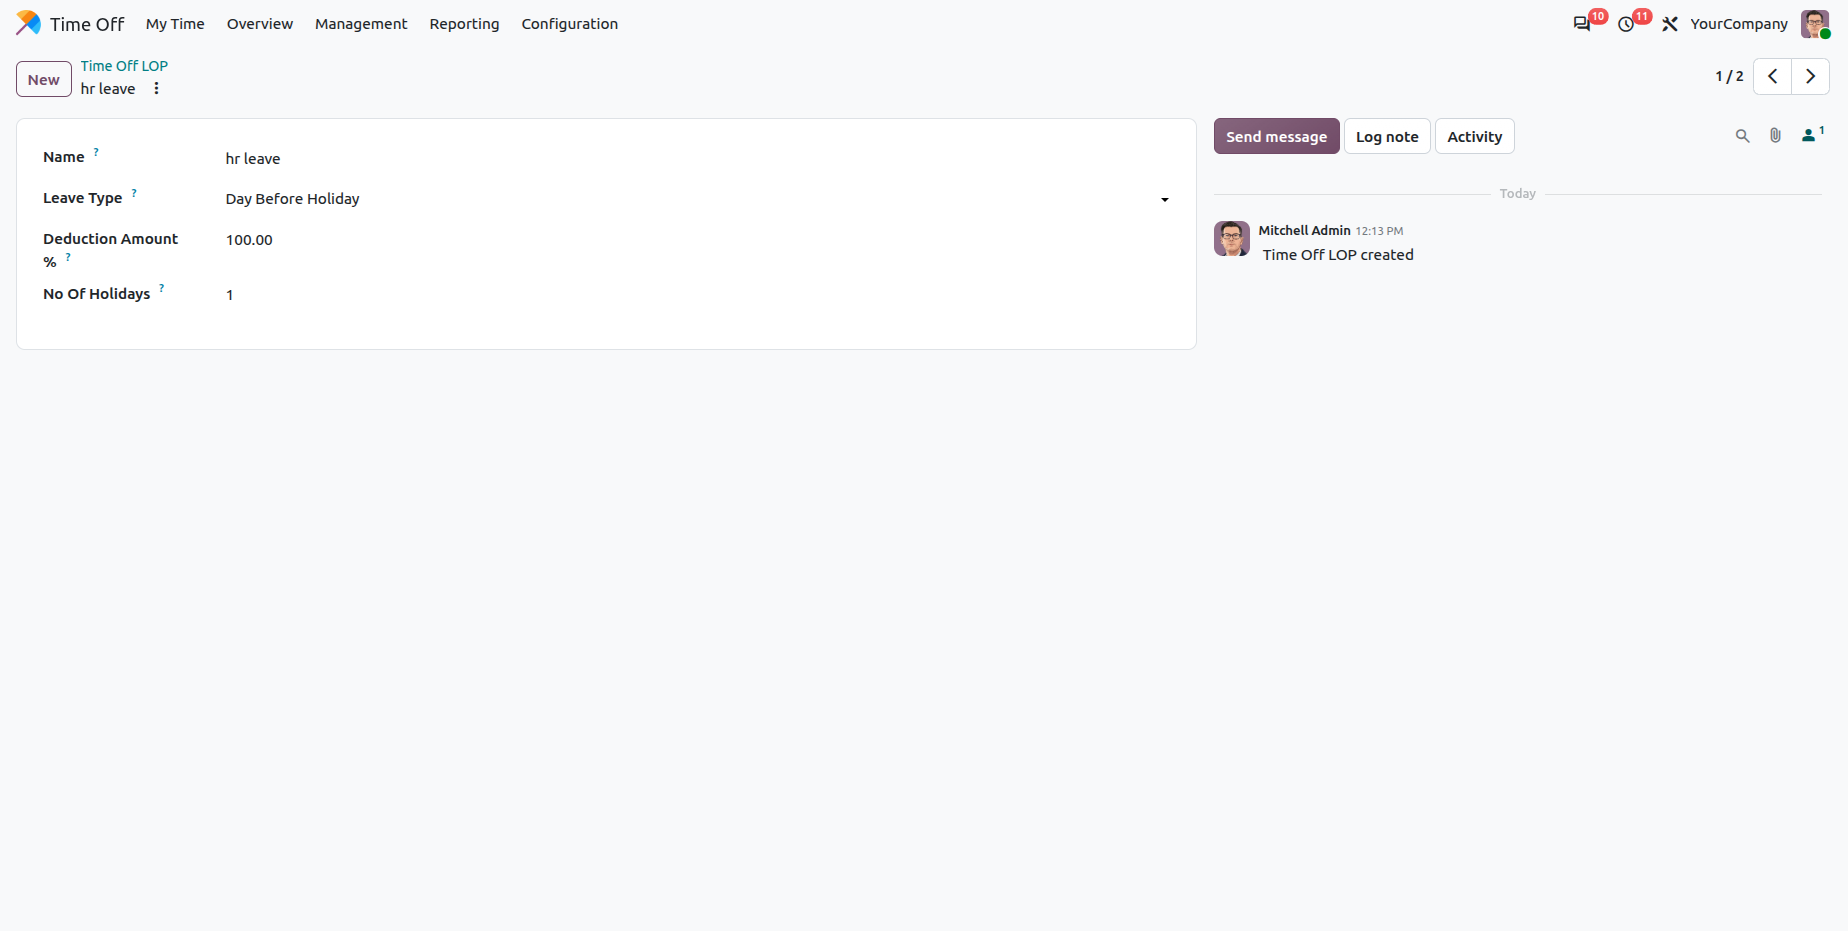 Time Off My Time Overview Management Reporting Configuration 10 11 YourCompany
New Time Off LOP
hr leave
1 / 2
Name ? hr leave
Leave Type ? Day Before Holiday
Deduction Amount 100.00
% ?
No Of Holidays ? 1
Send message Log note Activity 1
Today
Mitchell Admin 12:13 PM
Time Off LOP created